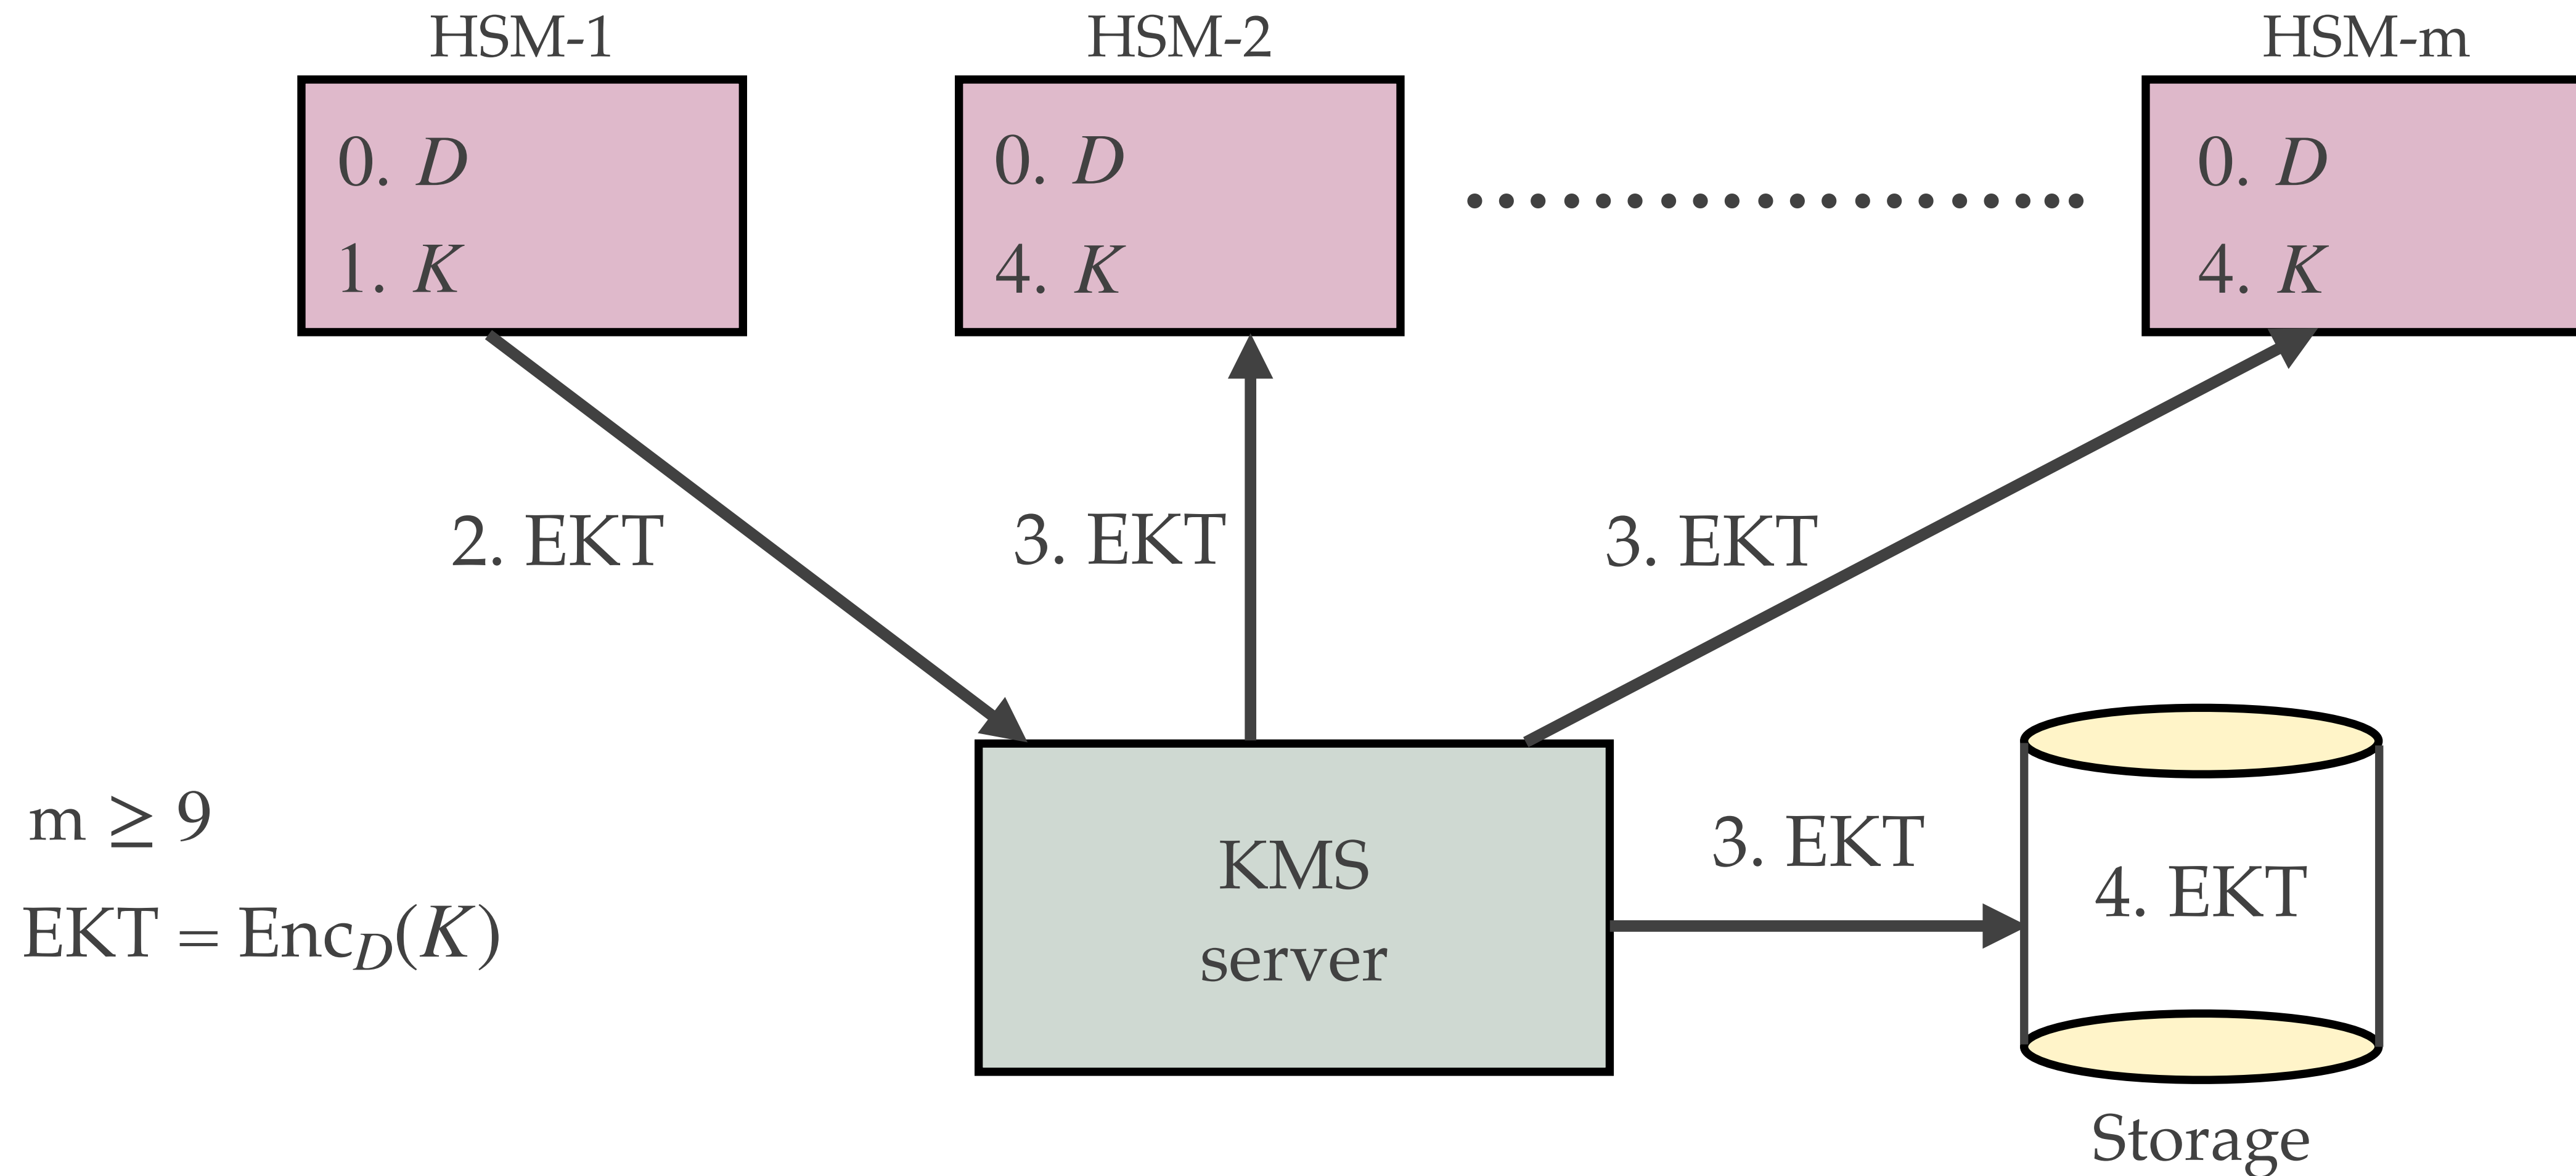 HSM-1
HSM-2
HSM-m
0. D
1. K
0. D
4. K
0. D
4. K
2. EKT
3. EKT
3. EKT
m ≥ 9
EKT = Enc_D(K)
KMS
server
3. EKT
4. EKT
Storage